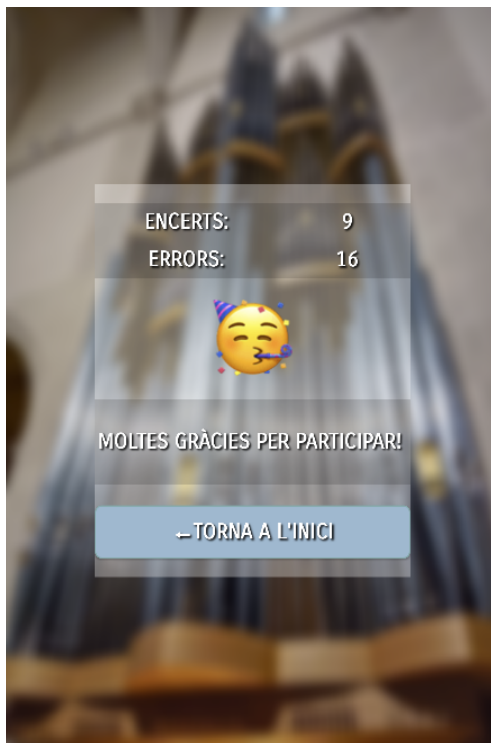 ENCERTS: 9
ERRORS: 16
MOLTES GRÀCIES PER PARTICIPAR!
←TORNA A L'INICI